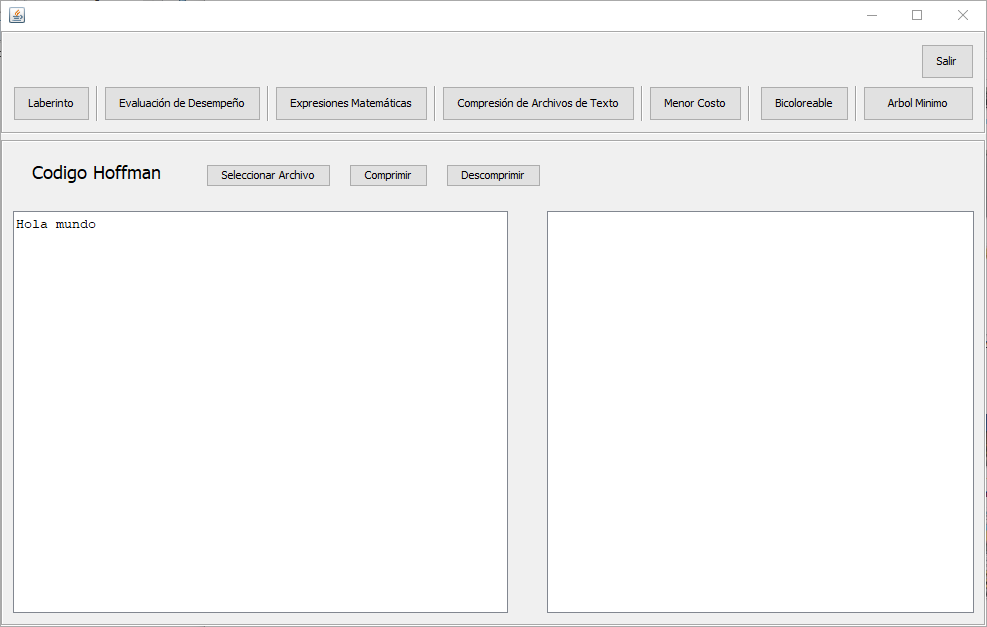 Salir
Laberinto Evaluación de Desempeño Expresiones Matemáticas Compresión de Archivos de Texto Menor Costo Bicoloreable Arbol Minimo
Codigo Hoffman Seleccionar Archivo Comprimir Descomprimir
Hola mundo